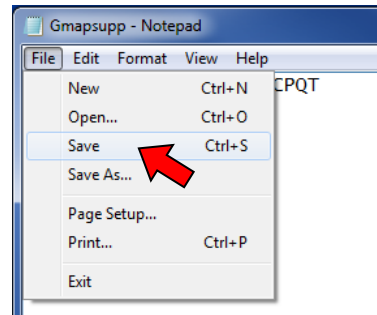 Gmapsupp - Notepad
File Edit Format View Help
CPQT
New Ctrl+N
Open... Ctrl+O
Save Ctrl+S
Save As...
Page Setup...
Print... Ctrl+P
Exit